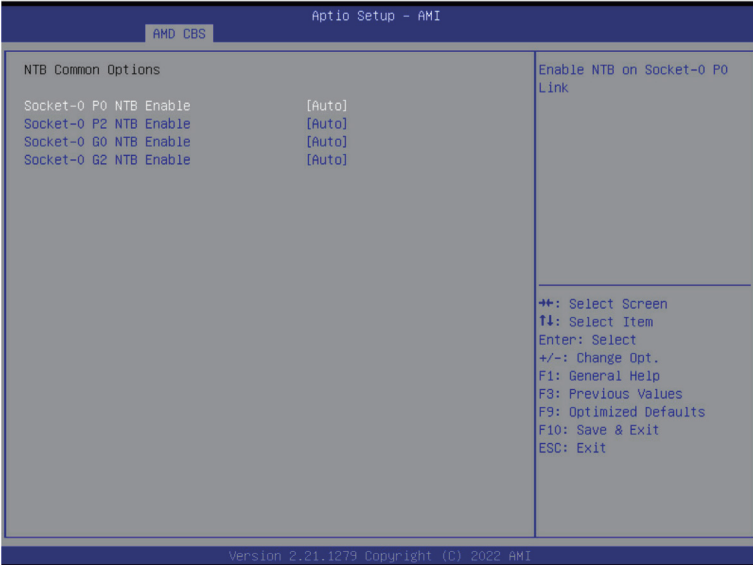 Aptio Setup - AMI
AMD CBS
NTB Common Options
Socket-0 P0 NTB Enable [Auto]
Socket-0 P2 NTB Enable [Auto]
Socket-0 G0 NTB Enable [Auto]
Socket-0 G2 NTB Enable [Auto]
Enable NTB on Socket-0 P0
Link
→←: Select Screen
↑↓: Select Item
Enter: Select
+/-: Change Opt.
F1: General Help
F3: Previous Values
F9: Optimized Defaults
F10: Save & Exit
ESC: Exit
Version 2.21.1279 Copyright (C) 2022 AMI